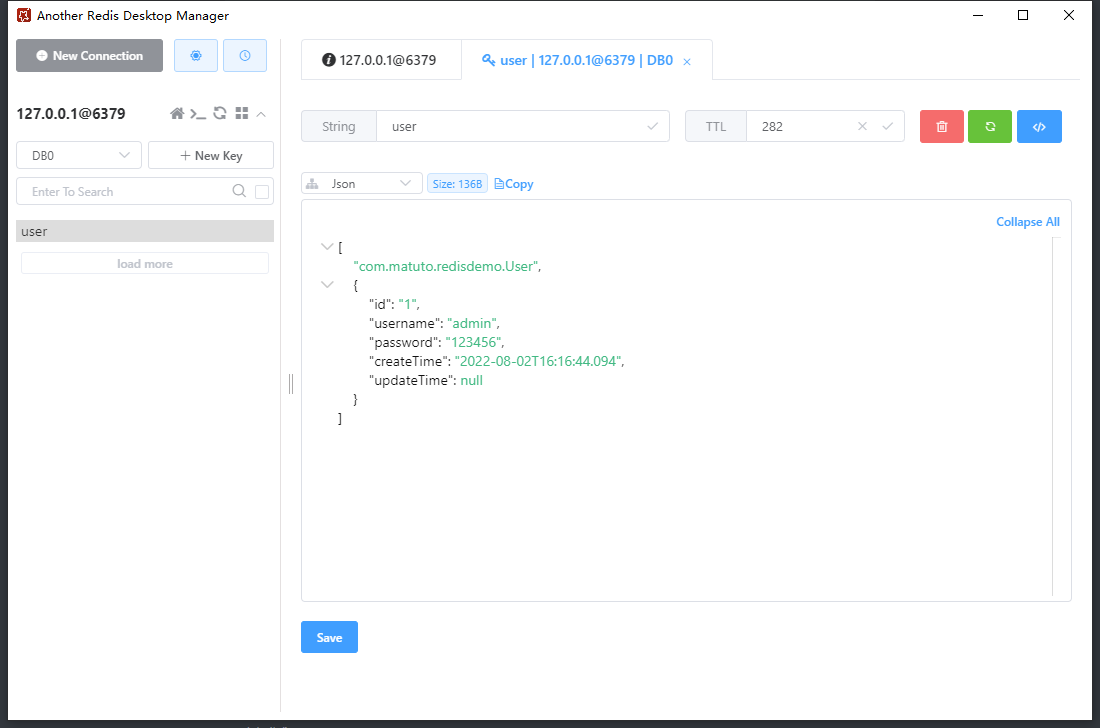 Another Redis Desktop Manager
New Connection
127.0.0.1@6379
DB0
New Key
Enter To Search
user
load more
127.0.0.1@6379
user | 127.0.0.1@6379 | DB0
String user TTL 282
Json Size: 136B Copy
Collapse All
[
"com.matuto.redisdemo.User",
{
"id": "1",
"username": "admin",
"password": "123456",
"createTime": "2022-08-02T16:16:44.094",
"updateTime": null
}
]
Save